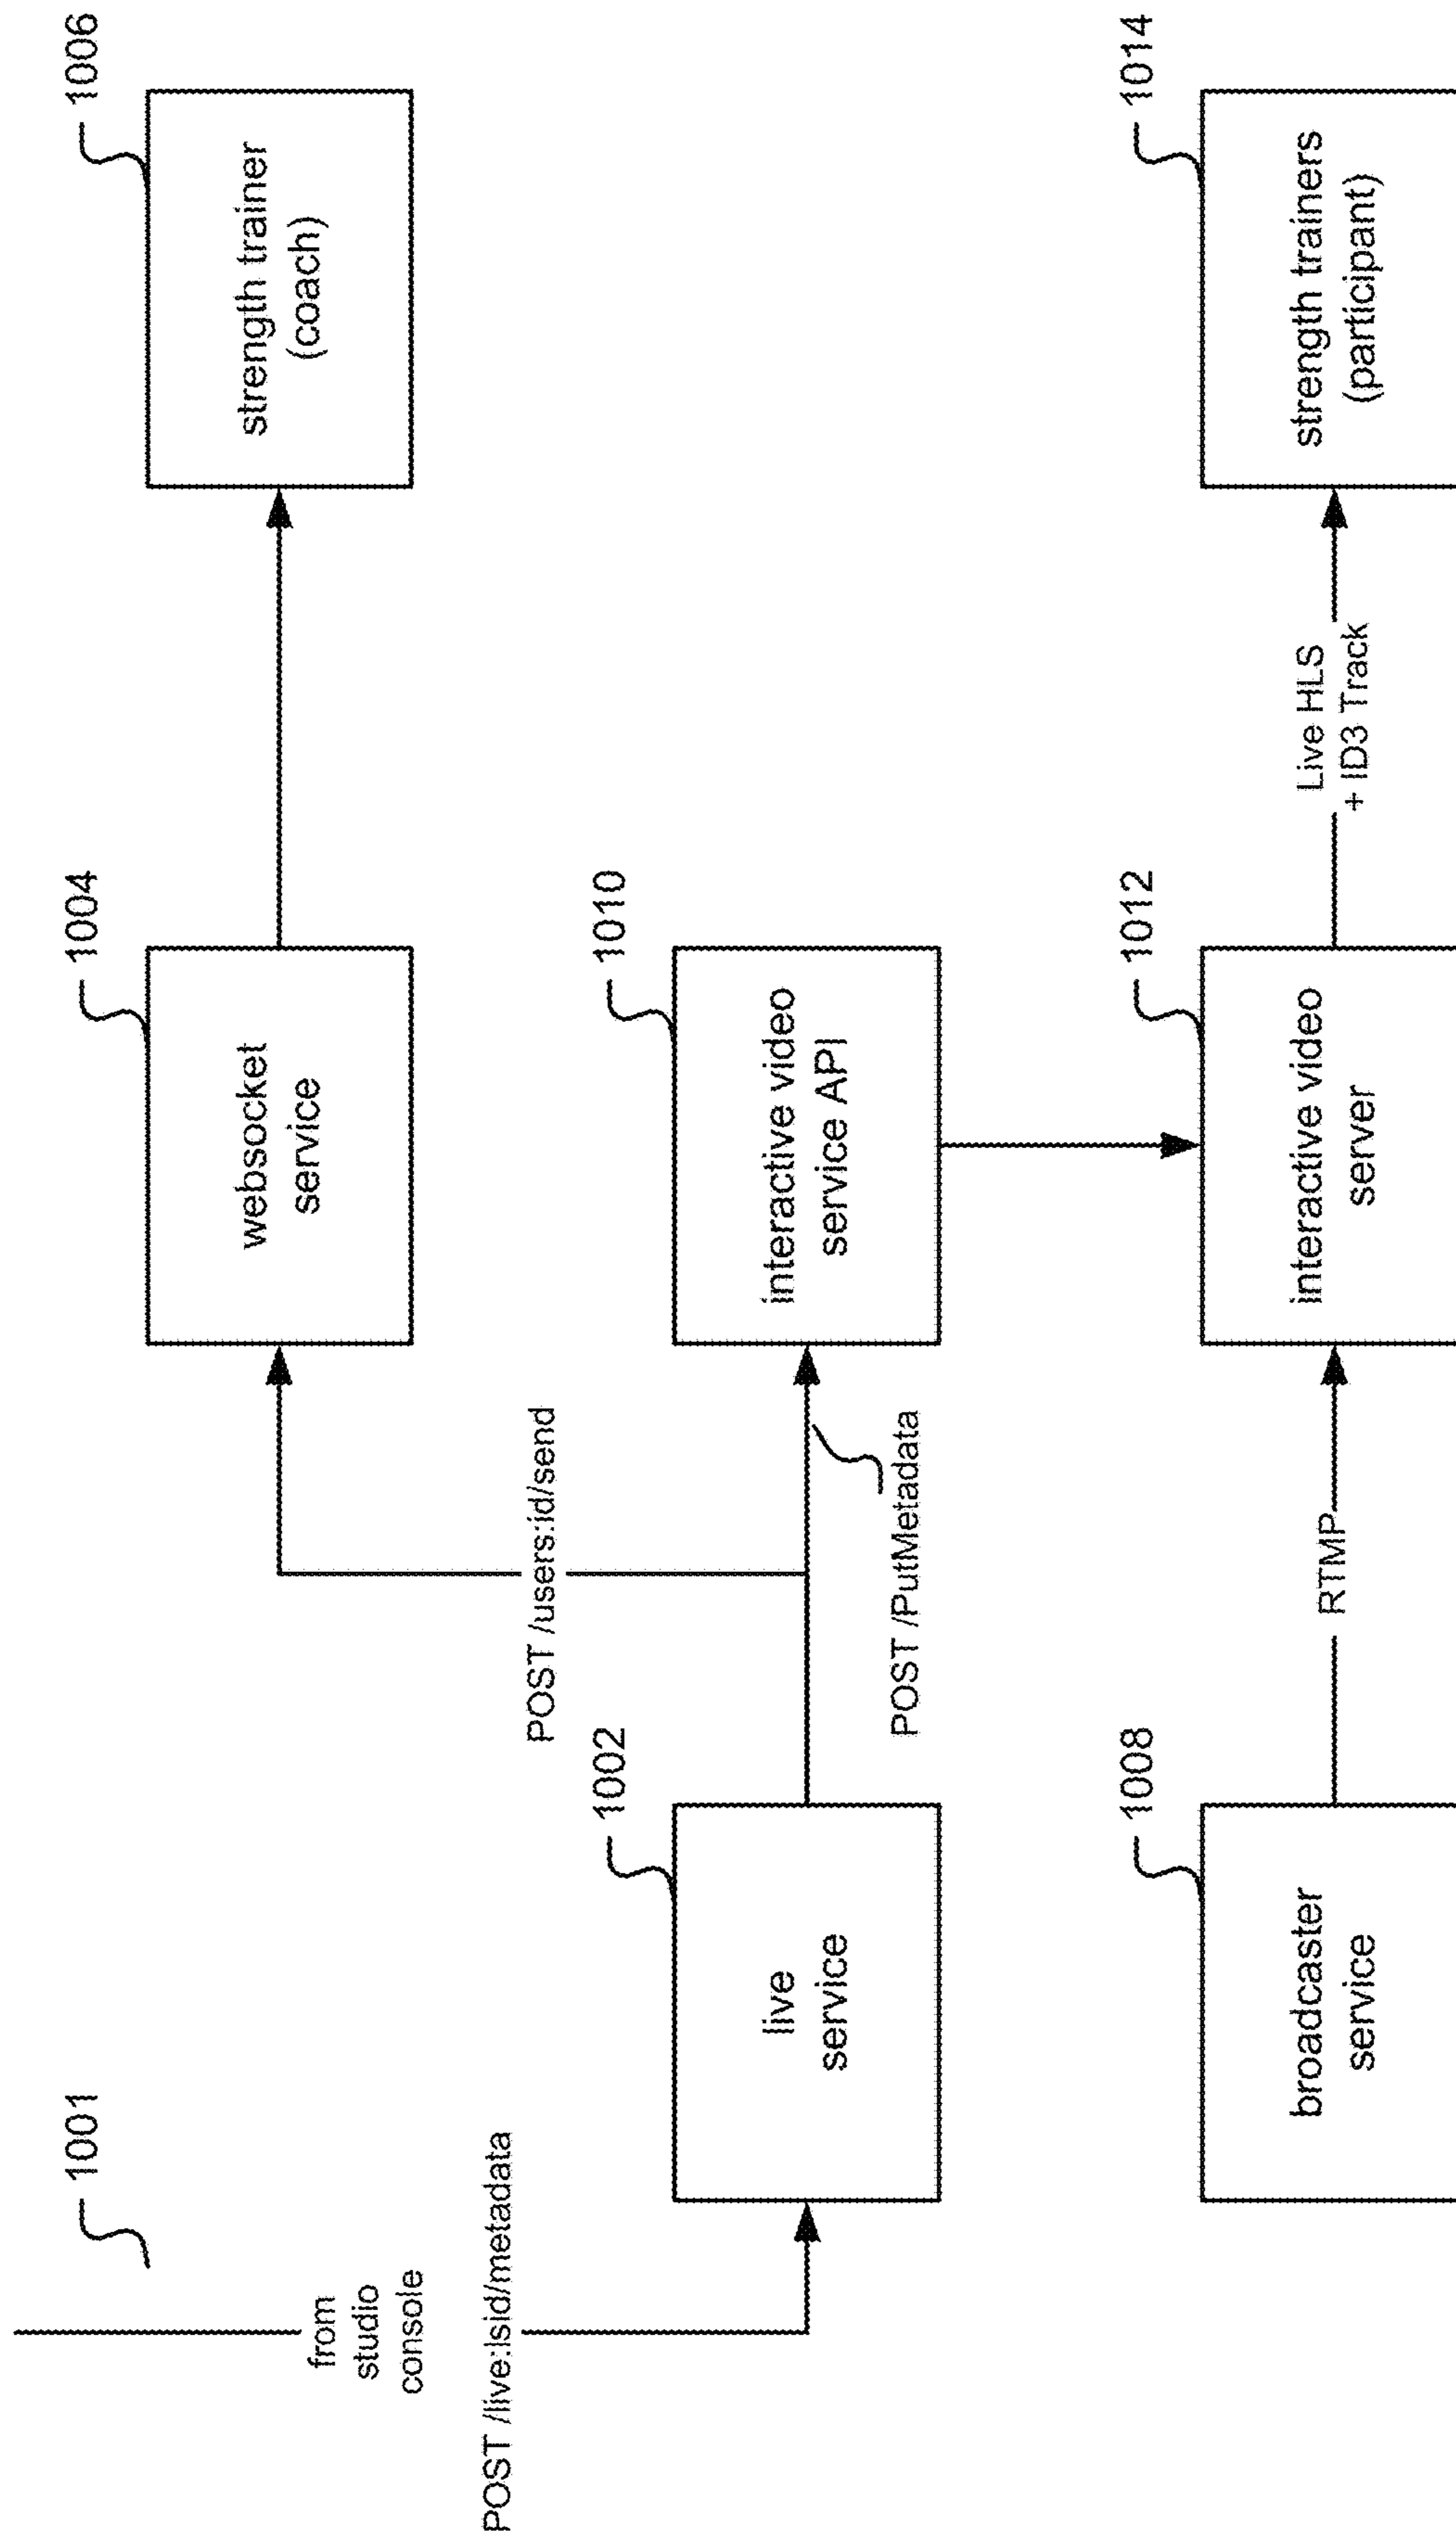 1001
from
studio
console
POST /live:lsid/metadata
1002
live
service
POST /users:id/send
POST /PutMetadata
1004
websocket
service
1006
strength trainer
(coach)
1010
interactive video
service API
1008
broadcaster
service
RTMP
1012
interactive video
server
Live HLS
+ ID3 Track
1014
strength trainers
(participant)